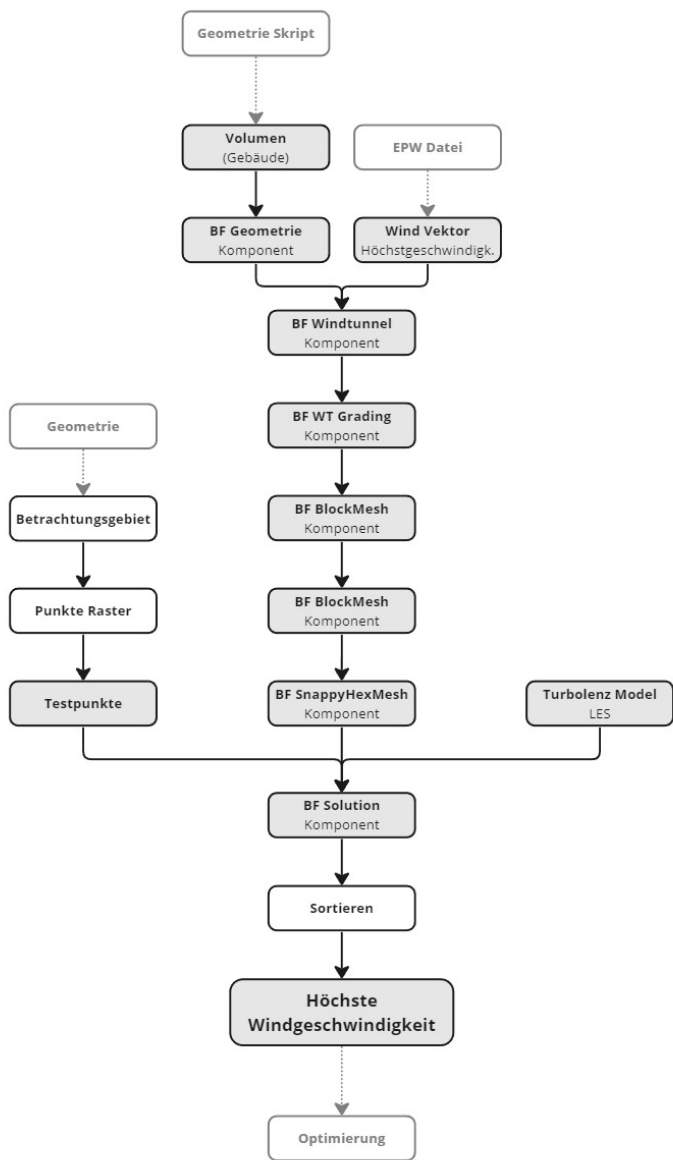 Geometrie Skript
Volumen
(Gebäude)
EPW Datei
BF Geometrie
Komponent
Wind Vektor
Höchstgeschwindigk.
BF Windtunnel
Komponent
Geometrie
BF WT Grading
Komponent
Betrachtungsgebiet
BF BlockMesh
Komponent
Punkte Raster
BF BlockMesh
Komponent
Testpunkte
BF SnappyHexMesh
Komponent
Turbolenz Model
LES
BF Solution
Komponent
Sortieren
Höchste
Windgeschwindigkeit
Optimierung